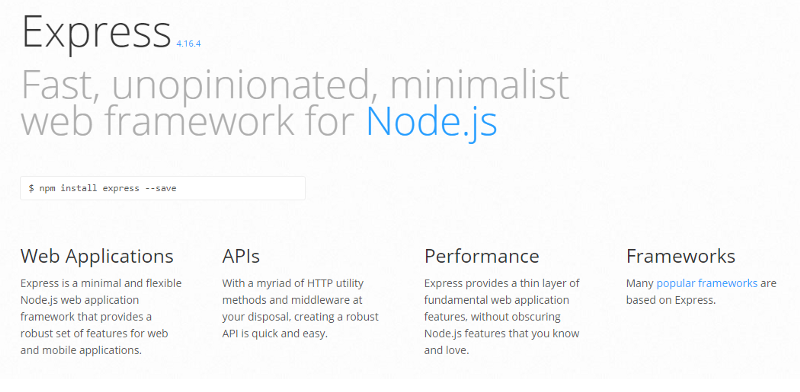 Express 4.16.4
Fast, unopinionated, minimalist
web framework for Node.js
$ npm install express --save
Web Applications
Express is a minimal and flexible
Node.js web application
framework that provides a
robust set of features for web
and mobile applications.
APIs
With a myriad of HTTP utility
methods and middleware at
your disposal, creating a robust
API is quick and easy.
Performance
Express provides a thin layer of
fundamental web application
features, without obscuring
Node.js features that you know
and love.
Frameworks
Many popular frameworks are
based on Express.